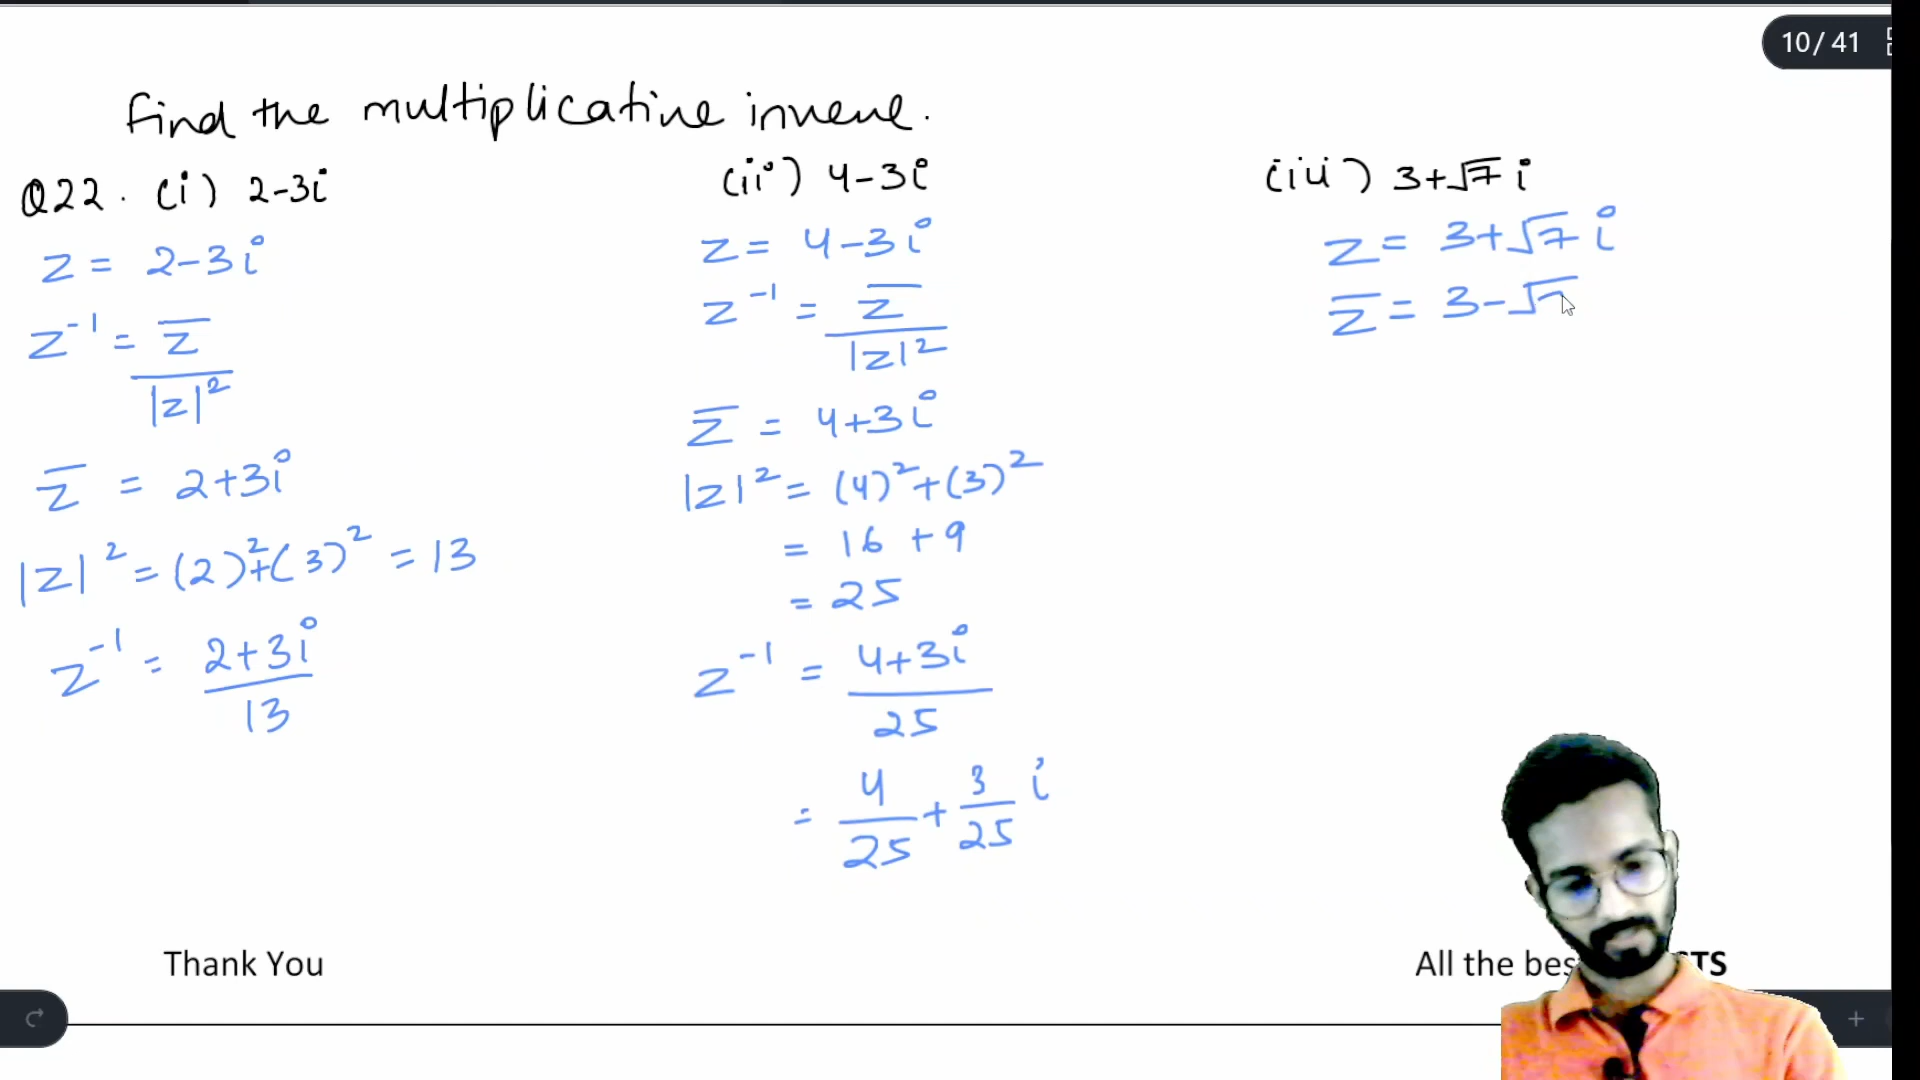 10/ 41
Find the multiplicative inverse.
Q22. (i) 2-3i
z = 2-3i
z⁻¹ = z̅
|z|²
z̅ = 2+3i
|z|² = (2)²+(3)² = 13
z⁻¹ = 2+3i
13
(ii) 4-3i
z = 4-3i
z⁻¹ = z̅
|z|²
z̅ = 4+3i
|z|² = (4)²+(3)²
= 16 + 9
= 25
z⁻¹ = 4+3i
25
= 4/25 + 3/25 i
(iii) 3+√7 i
z = 3+√7 i
z̅ = 3-√7
Thank You
All the bes
TS